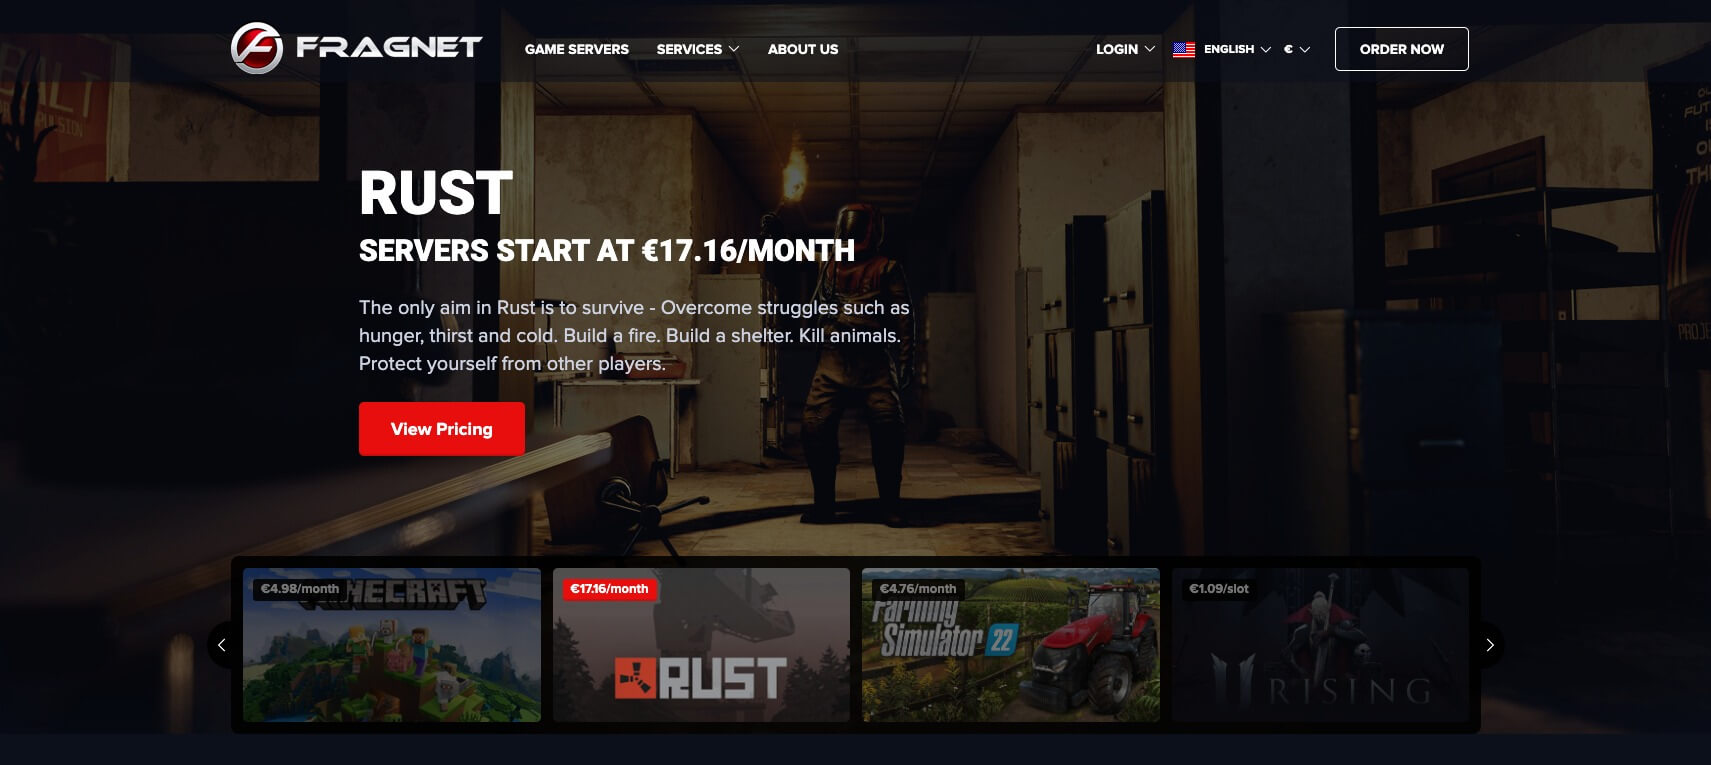 FRAGNET
GAME SERVERS
SERVICES
ABOUT US
LOGIN
ENGLISH
€
ORDER NOW
RUST
SERVERS START AT €17.16/MONTH
The only aim in Rust is to survive - Overcome struggles such as
hunger, thirst and cold. Build a fire. Build a shelter. Kill animals.
Protect yourself from other players.
View Pricing
€4.98/month
€17.16/month
RUST
€4.76/month
Farming
Simulator 22
€1.09/slot
RISING